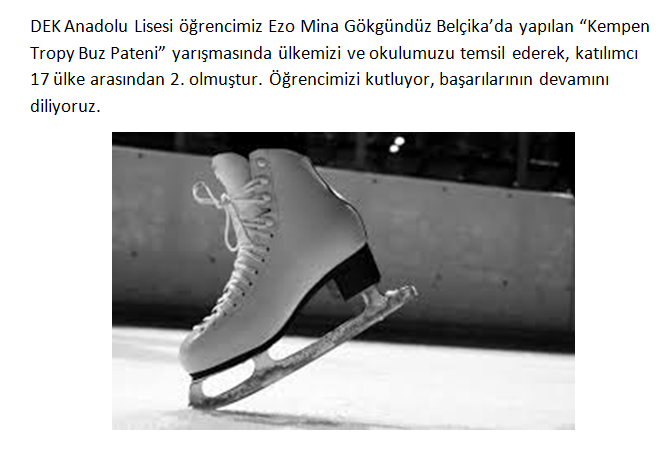 DEK Anadolu Lisesi öğrencimiz Ezo Mina Gökgündüz Belçika’da yapılan “Kempen
Tropy Buz Pateni” yarışmasında ülkemizi ve okulumuzu temsil ederek, katılımcı
17 ülke arasından 2. olmuştur. Öğrencimizi kutluyor, başarılarının devamını
diliyoruz.